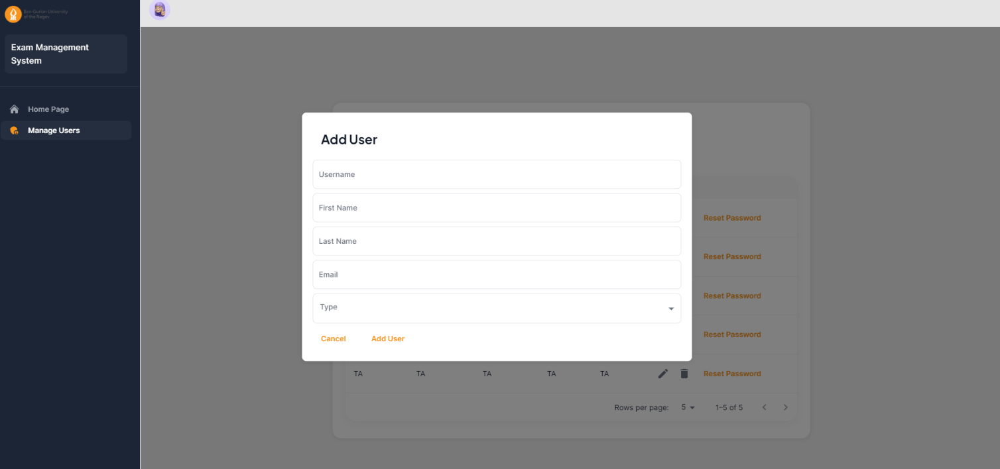 Ben-Gurion University
of the Negev
Exam Management
System
Home Page
Manage Users
Add User
Username
First Name
Last Name
Email
Type
Cancel Add User
Reset Password
Reset Password
Reset Password
Reset Password
TA TA TA TA TA Reset Password
Rows per page: 5 1–5 of 5